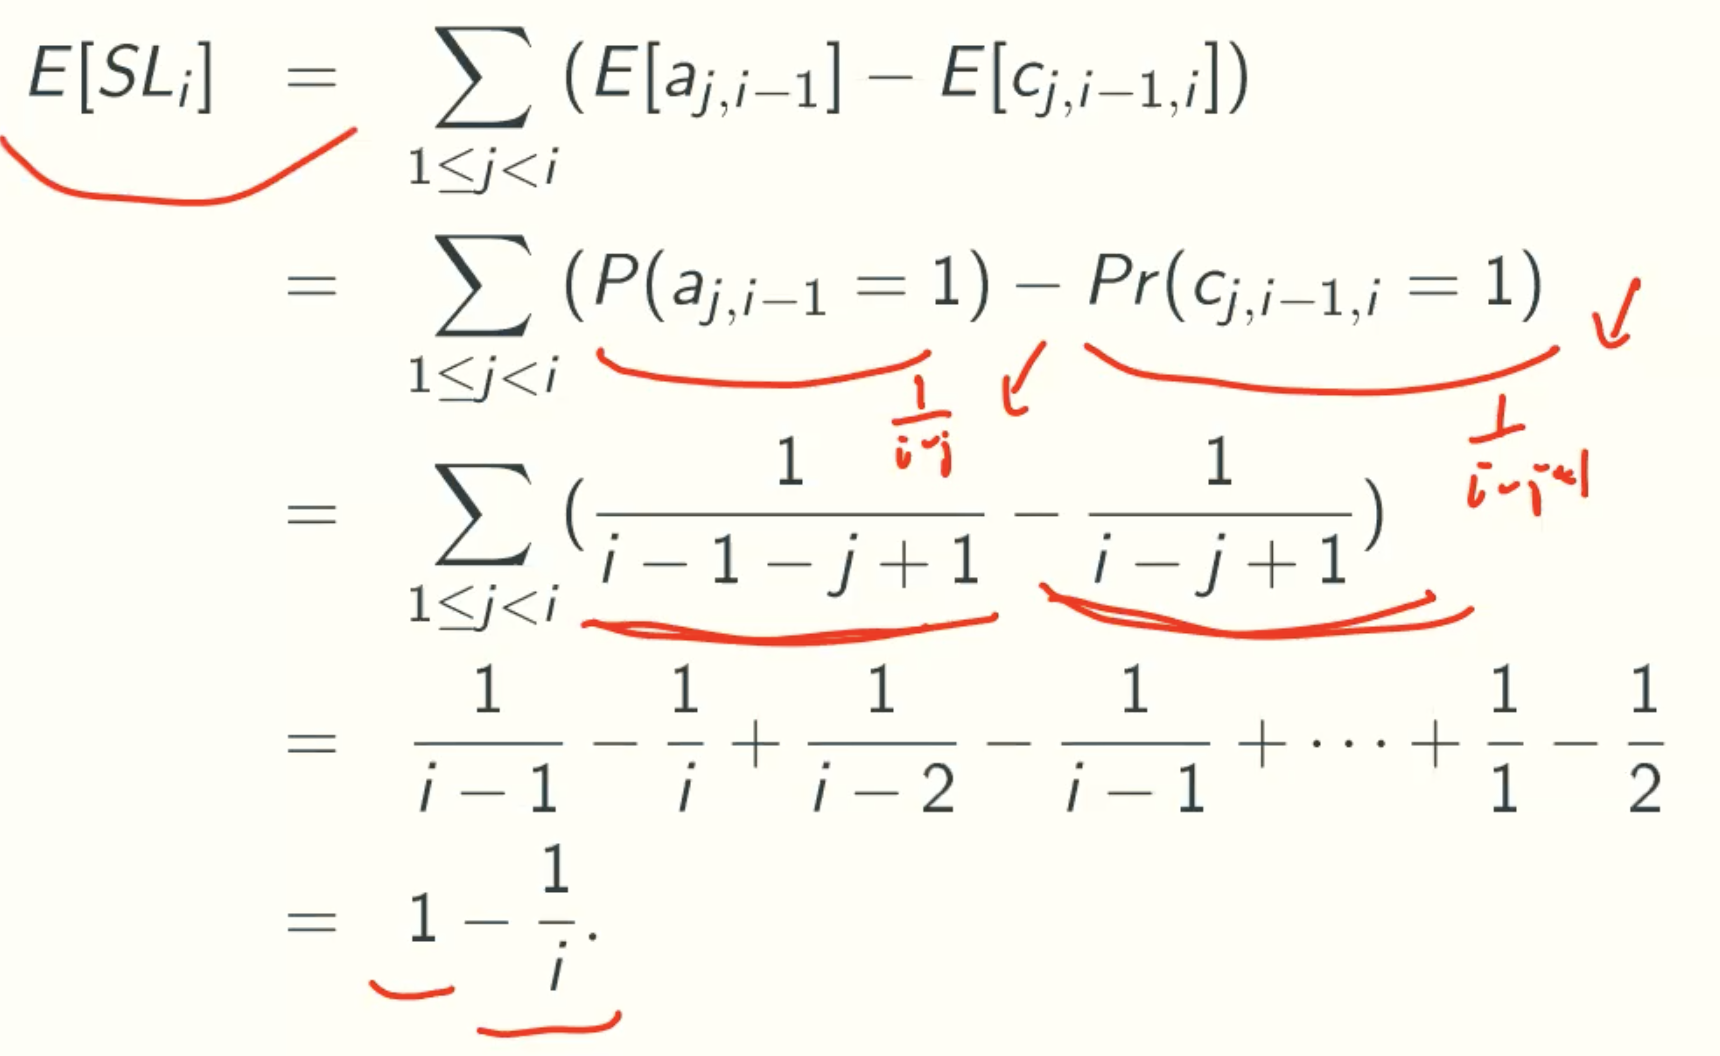 E[SLᵢ] = ∑_{1≤j<i} (E[a_{j,i−1}] − E[c_{j,i−1,i}])
= ∑_{1≤j<i} (P(a_{j,i−1} = 1) − Pr(c_{j,i−1,i} = 1)
1/(i-j) 1/(i-j+1)
= ∑_{1≤j<i} (1/(i − 1 − j + 1) − 1/(i − j + 1))
= 1/(i − 1) − 1/i + 1/(i − 2) − 1/(i − 1) + ⋯ + 1/1 − 1/2
= 1 − 1/i.